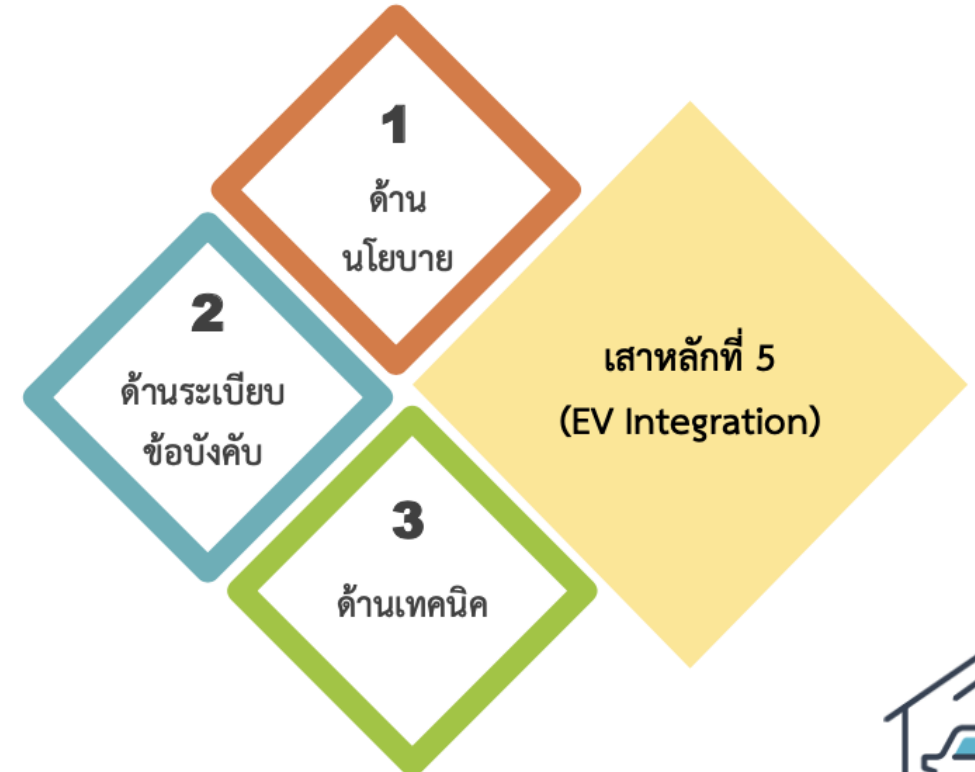 1
ด้าน
นโยบาย
2
ด้านระเบียบ
ข้อบังคับ
3
ด้านเทคนิค
เสาหลักที่ 5
(EV Integration)